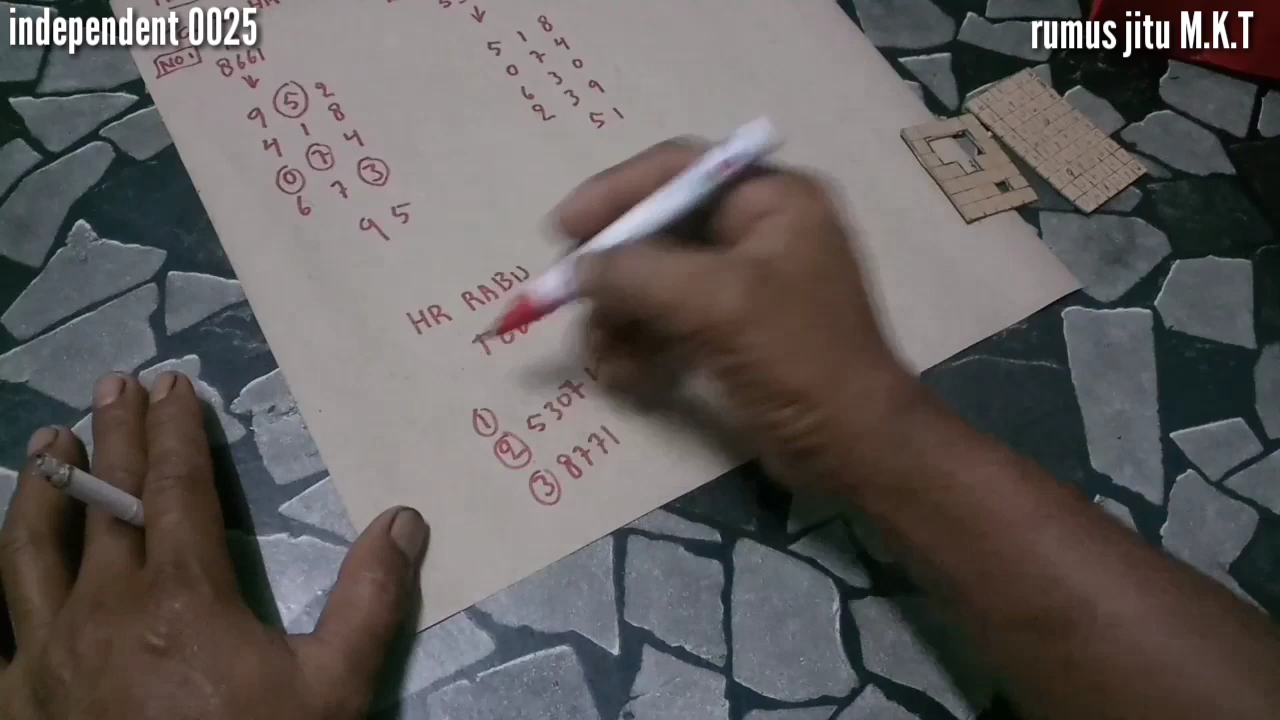 independent 0025
rumus jitu M.K.T
NO:
8661
9 5 2
4 1 8
0 7 4
6 7 3
9 5
5 1 8
0 7 4
6 3 0
2 3 9
5 1
HR RABU
1
2 5307
3 8771